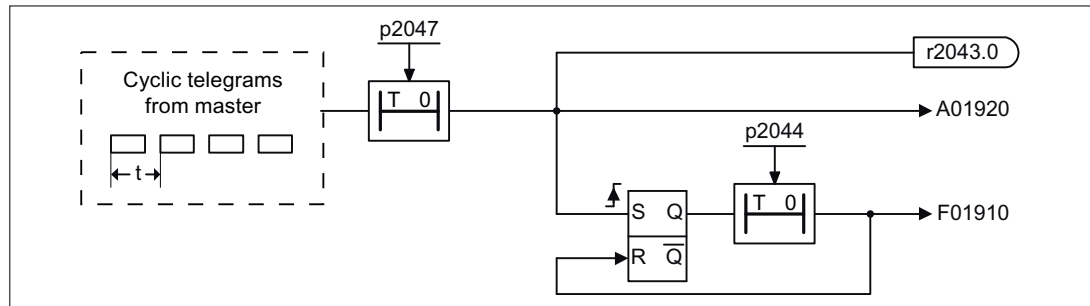 p2047
r2043.0
Cyclic telegrams
from master
T 0
A01920
p2044
t
T 0
S Q
F01910
R Q̅